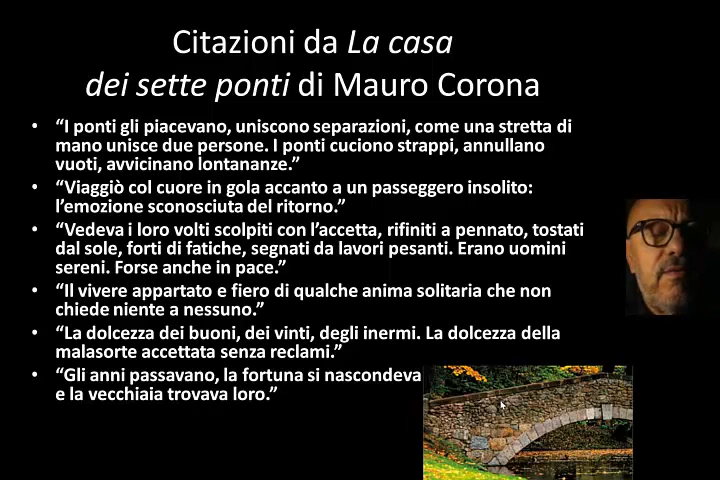 Citazioni da La casa
dei sette ponti di Mauro Corona
• “I ponti gli piacevano, uniscono separazioni, come una stretta di
mano unisce due persone. I ponti cuciono strappi, annullano
vuoti, avvicinano lontananze.”
• “Viaggiò col cuore in gola accanto a un passeggero insolito:
l’emozione sconosciuta del ritorno.”
• “Vedeva i loro volti scolpiti con l’accetta, rifiniti a pennato, tostati
dal sole, forti di fatiche, segnati da lavori pesanti. Erano uomini
sereni. Forse anche in pace.”
• “Il vivere appartato e fiero di qualche anima solitaria che non
chiede niente a nessuno.”
• “La dolcezza dei buoni, dei vinti, degli inermi. La dolcezza della
malasorte accettata senza reclami.”
• “Gli anni passavano, la fortuna si nascondeva
e la vecchiaia trovava loro.”